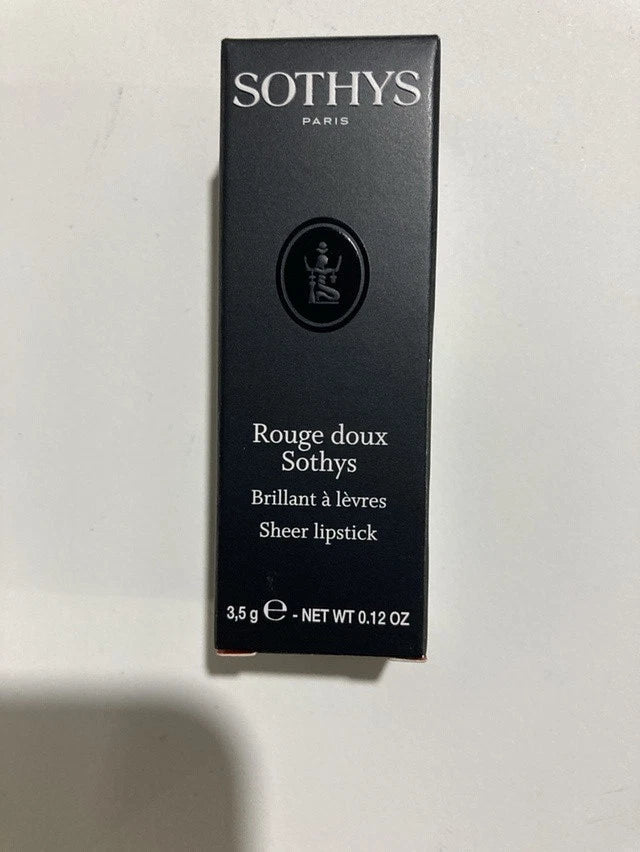 SOTHYS
PARIS
Rouge doux
Sothys
Brillant à lèvres
Sheer lipstick
3,5 g ℮ - NET WT 0.12 OZ